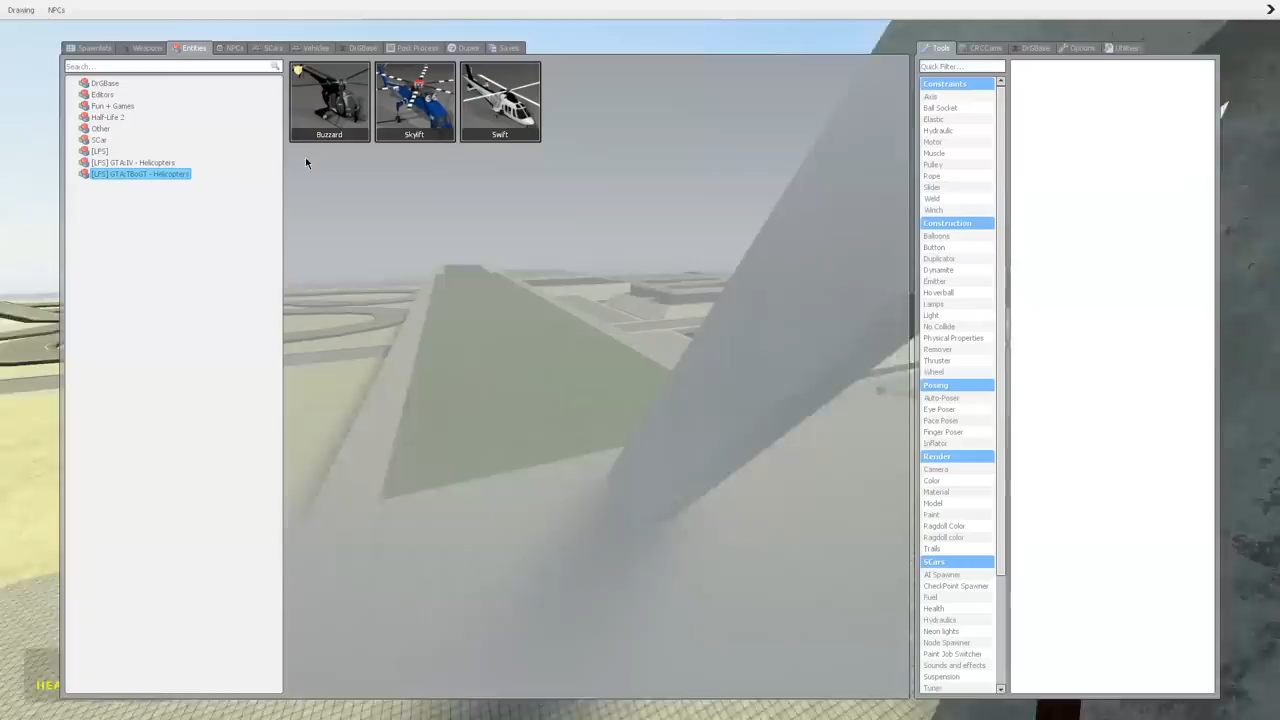 Drawing NPCs
Spawnlists Weapons Entities NPCs SCars Vehicles DrGBase Post Process Dupes Saves
Tools CRCCams DrGBase Options Utilities
Search...
Quick Filter...
DrGBase
Editors
Fun + Games
Half-Life 2
Other
SCar
[LFS]
[LFS] GTA:IV - Helicopters
[LFS] GTA:TBoGT - Helicopters
Buzzard
Skylift
Swift
Constraints
Axis
Ball Socket
Elastic
Hydraulic
Motor
Muscle
Pulley
Rope
Slider
Weld
Winch
Construction
Balloons
Button
Duplicator
Dynamite
Emitter
Hoverball
Lamps
Light
No Collide
Physical Properties
Remover
Thruster
Wheel
Posing
Auto-Poser
Eye Poser
Face Poser
Finger Poser
Inflator
Render
Camera
Color
Material
Model
Paint
Ragdoll Color
Ragdoll color
Trails
SCars
AI Spawner
CheckPoint Spawner
Fuel
Health
Hydraulics
Neon lights
Node Spawner
Paint Job Switcher
Sounds and effects
Suspension
Tuner
HEA